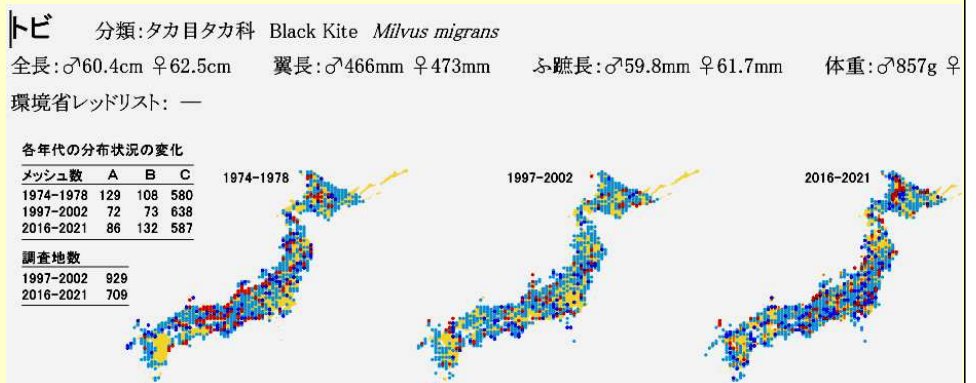 トビ 分類:タカ目タカ科 Black Kite Milvus migrans
全長:♂60.4cm ♀62.5cm 翼長:♂466mm ♀473mm ふ蹠長:♂59.8mm ♀61.7mm 体重:♂857g ♀
環境省レッドリスト: ―
各年代の分布状況の変化
メッシュ数 A B C
1974-1978 129 108 580
1997-2002 72 73 638
2016-2021 86 132 587
調査地数
1997-2002 929
2016-2021 709
1974-1978
1997-2002
2016-2021